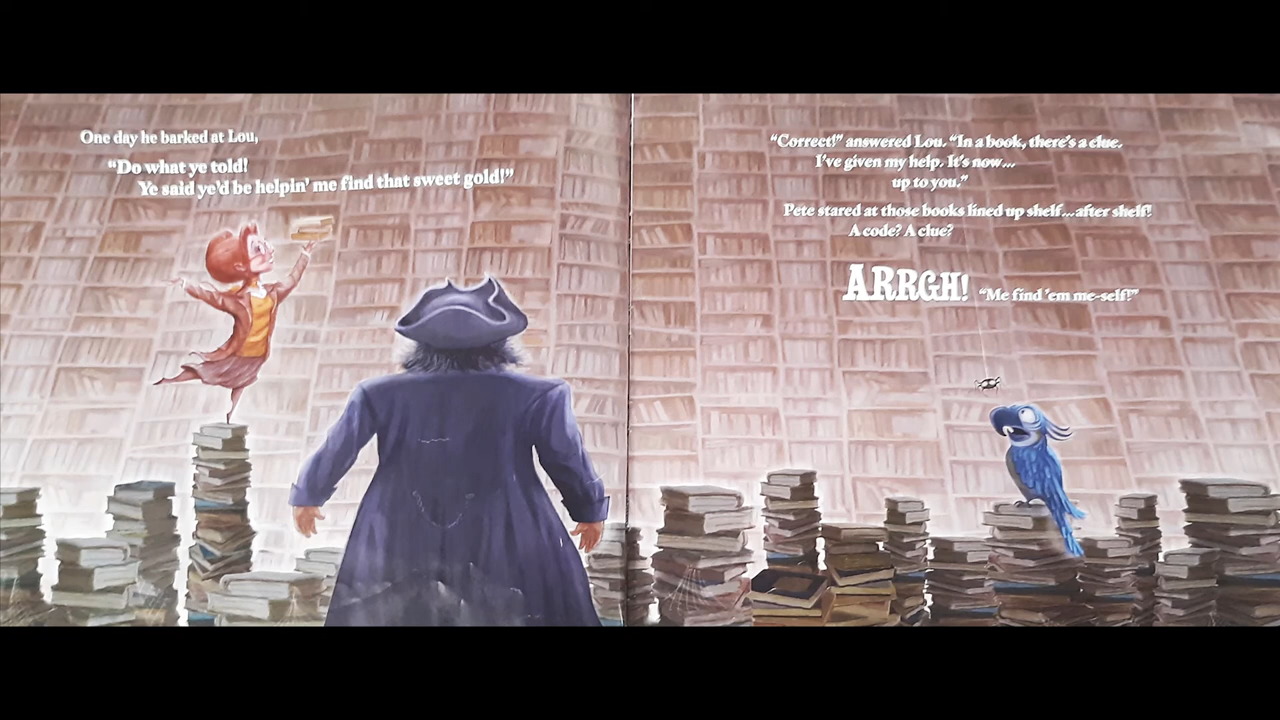 One day he barked at Lou,
“Do what ye told!
Ye said ye’d be helpin’ me find that sweet gold!”
“Correct!” answered Lou. “In a book, there’s a clue.
I’ve given my help. It’s now...
up to you.”
Pete stared at those books lined up shelf...after shelf!
A code? A clue?
ARRGH! “Me find ’em me-self!”